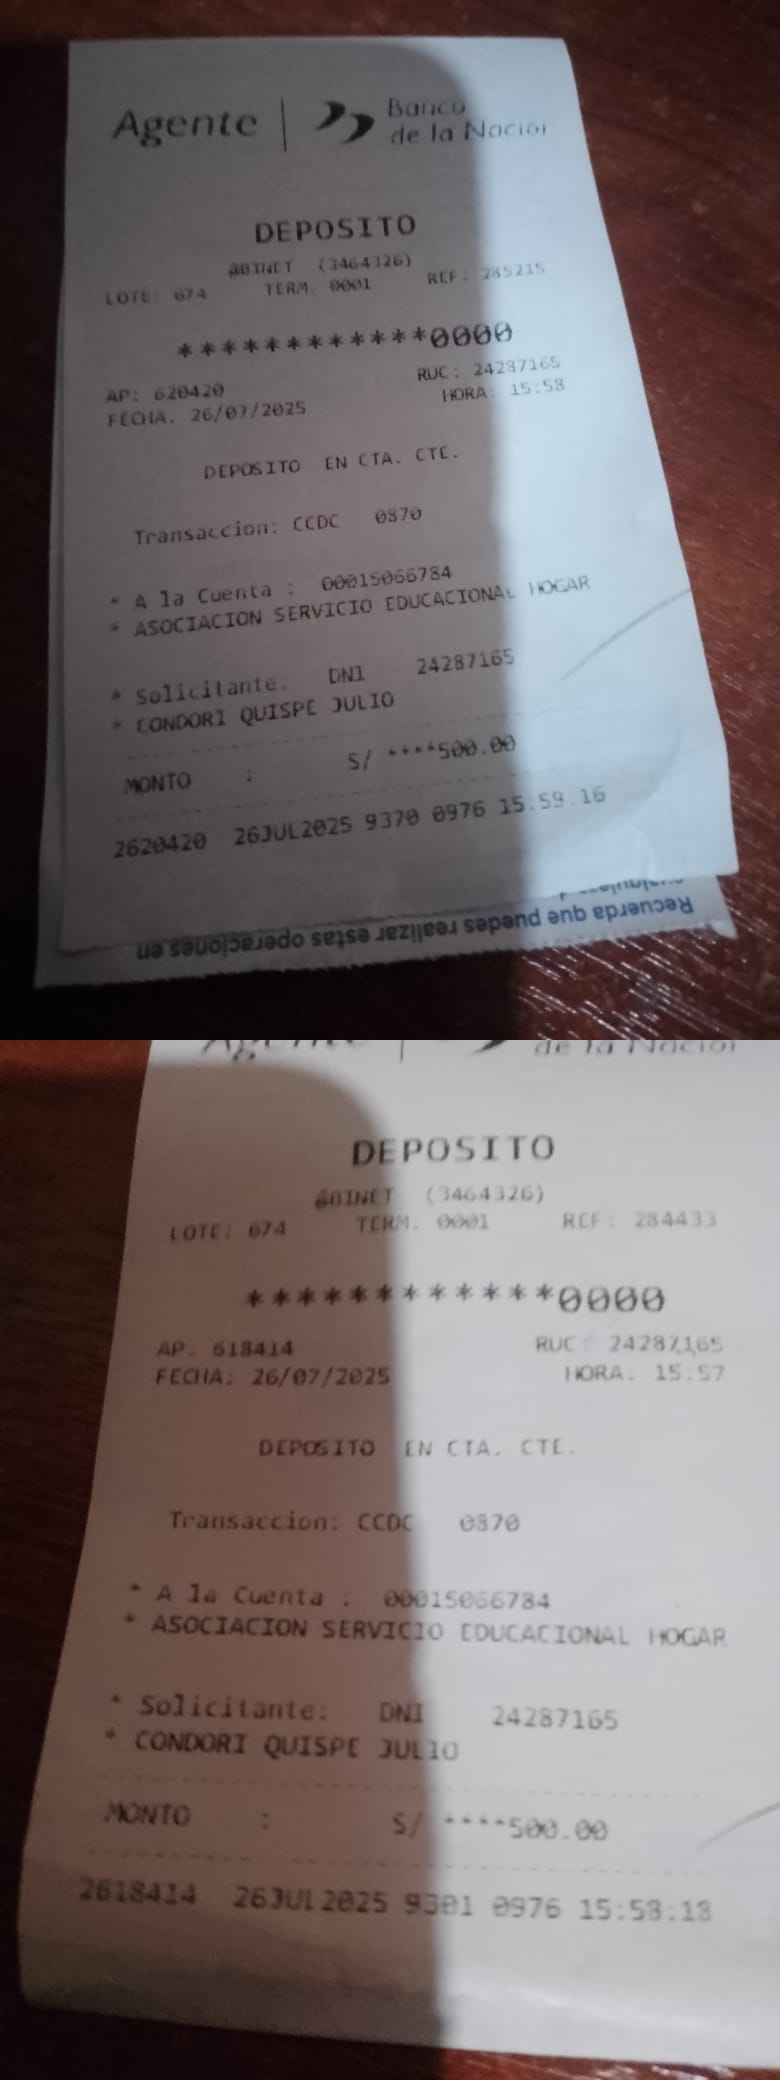 Agente | Banco
de la Nación
DEPOSITO
@BINET (3464326)
LOTE: 674 TERM. 0001 REF: 285215
************0000
AP: 620420 RUC: 24287165
FECHA. 26/07/2025 HORA: 15:58
DEPOSITO EN CTA. CTE.
Transaccion: CCDC 0870
* A la Cuenta : 00015066784
* ASOCIACION SERVICIO EDUCACIONAL HOGAR
* Solicitante: DNI 24287165
* CONDORI QUISPE JULIO
MONTO : S/ ****500.00
2620420 26JUL2025 9370 0976 15:59:16
Recuerda que puedes realizar estas operaciones en
Agente
de la Nación
DEPOSITO
@BINET (3464326)
LOTE: 674 TERM. 0001 REF: 284433
************0000
AP: 618414 RUC: 24287165
FECHA: 26/07/2025 HORA: 15:57
DEPOSITO EN CTA. CTE.
Transaccion: CCDC 0870
* A la Cuenta : 00015066784
* ASOCIACION SERVICIO EDUCACIONAL HOGAR
* Solicitante: DNI 24287165
* CONDORI QUISPE JULIO
MONTO : S/ ****500.00
2618414 26JUL2025 9301 0976 15:58:18